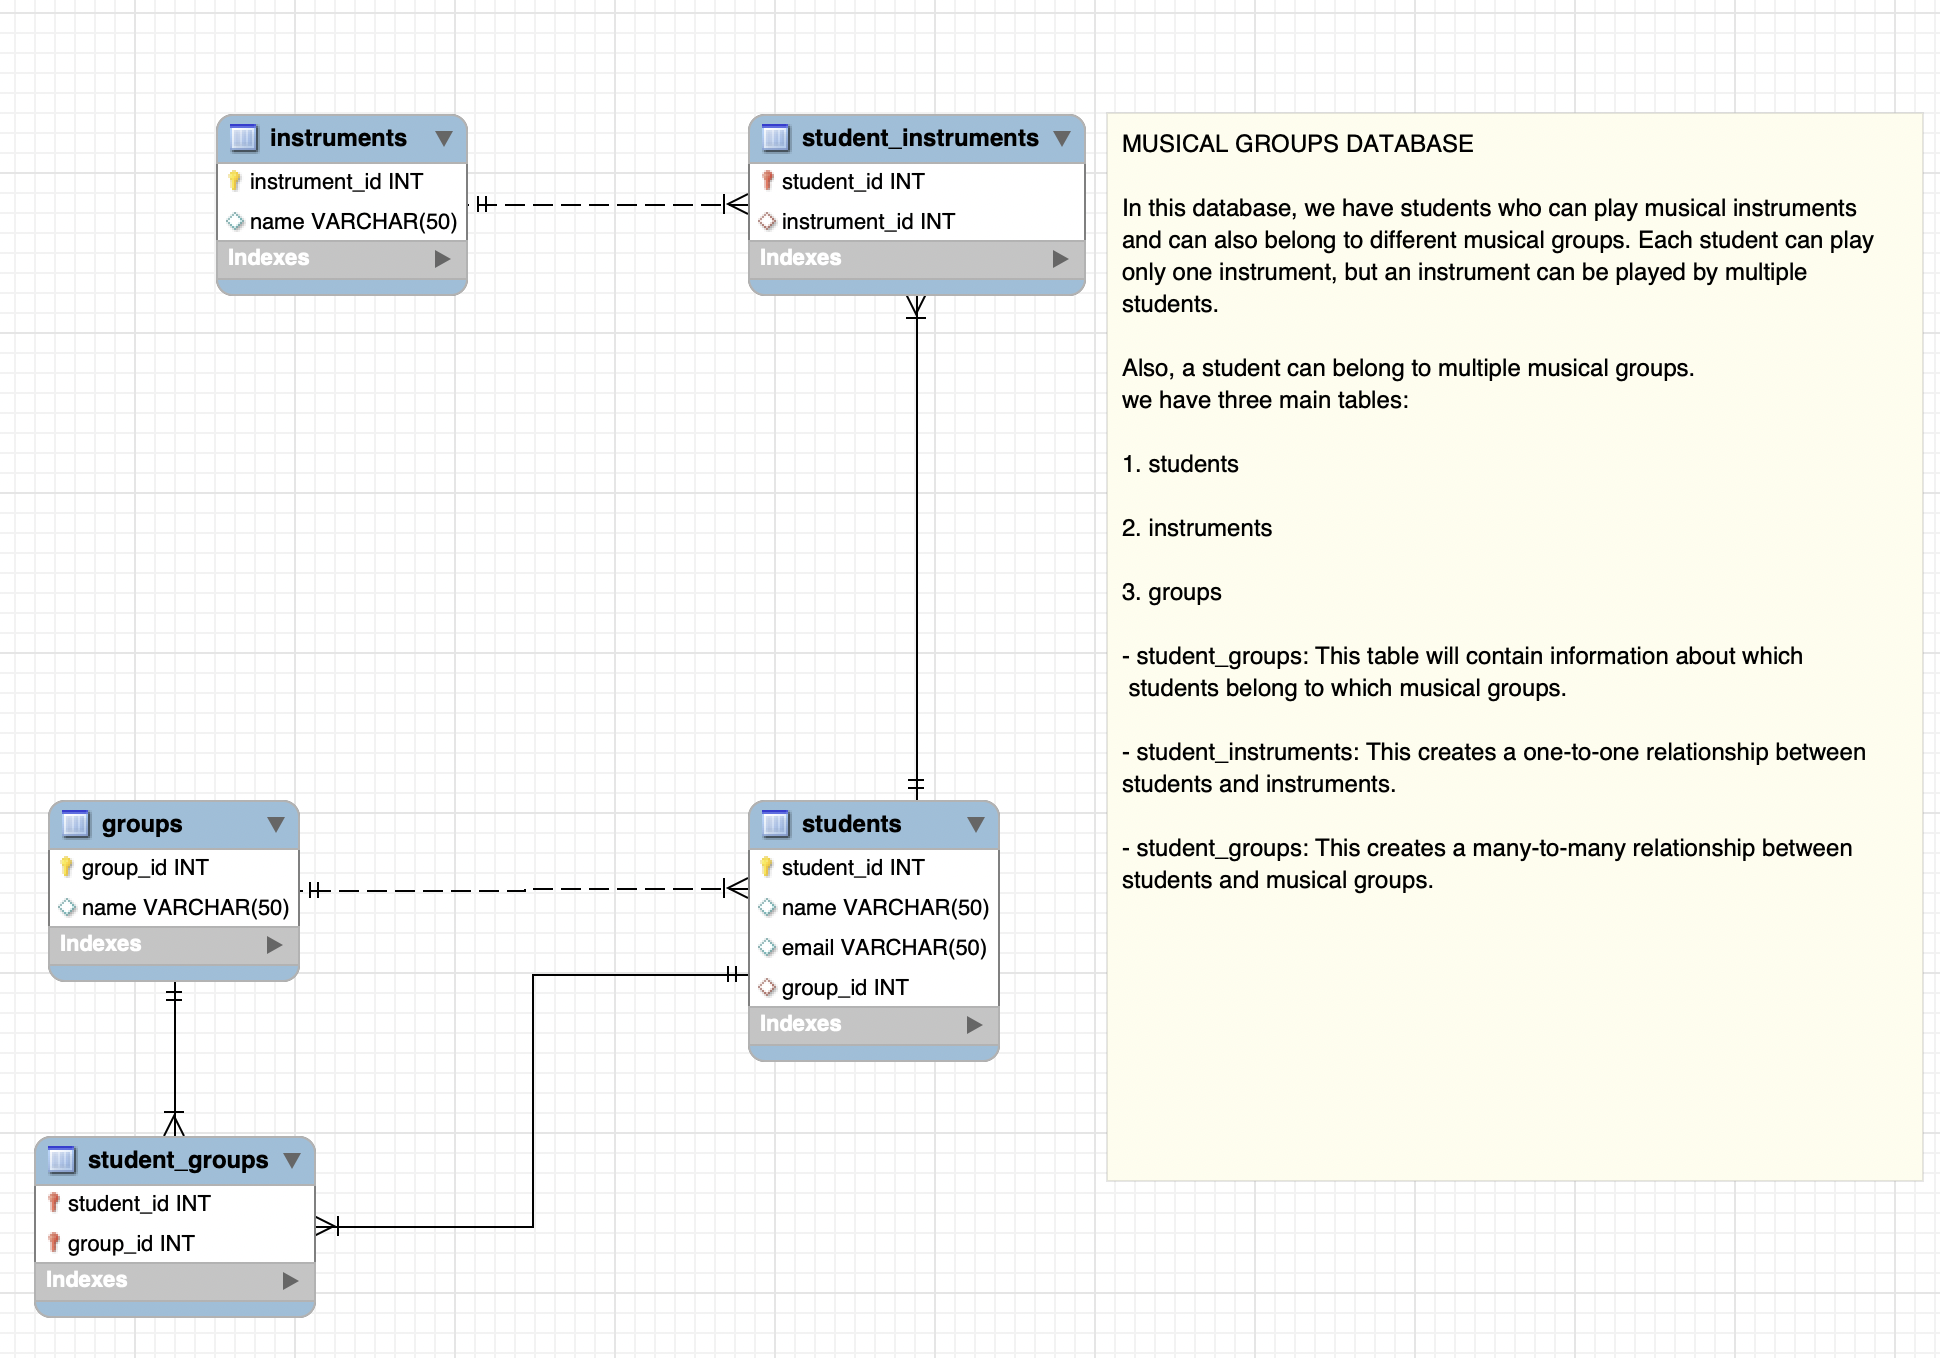 instruments
instrument_id INT
name VARCHAR(50)
Indexes
student_instruments
student_id INT
instrument_id INT
Indexes
MUSICAL GROUPS DATABASE
In this database, we have students who can play musical instruments
and can also belong to different musical groups. Each student can play
only one instrument, but an instrument can be played by multiple
students.
Also, a student can belong to multiple musical groups.
we have three main tables:
1. students
2. instruments
3. groups
- student_groups: This table will contain information about which
students belong to which musical groups.
- student_instruments: This creates a one-to-one relationship between
students and instruments.
- student_groups: This creates a many-to-many relationship between
students and musical groups.
groups
group_id INT
name VARCHAR(50)
Indexes
students
student_id INT
name VARCHAR(50)
email VARCHAR(50)
group_id INT
Indexes
student_groups
student_id INT
group_id INT
Indexes